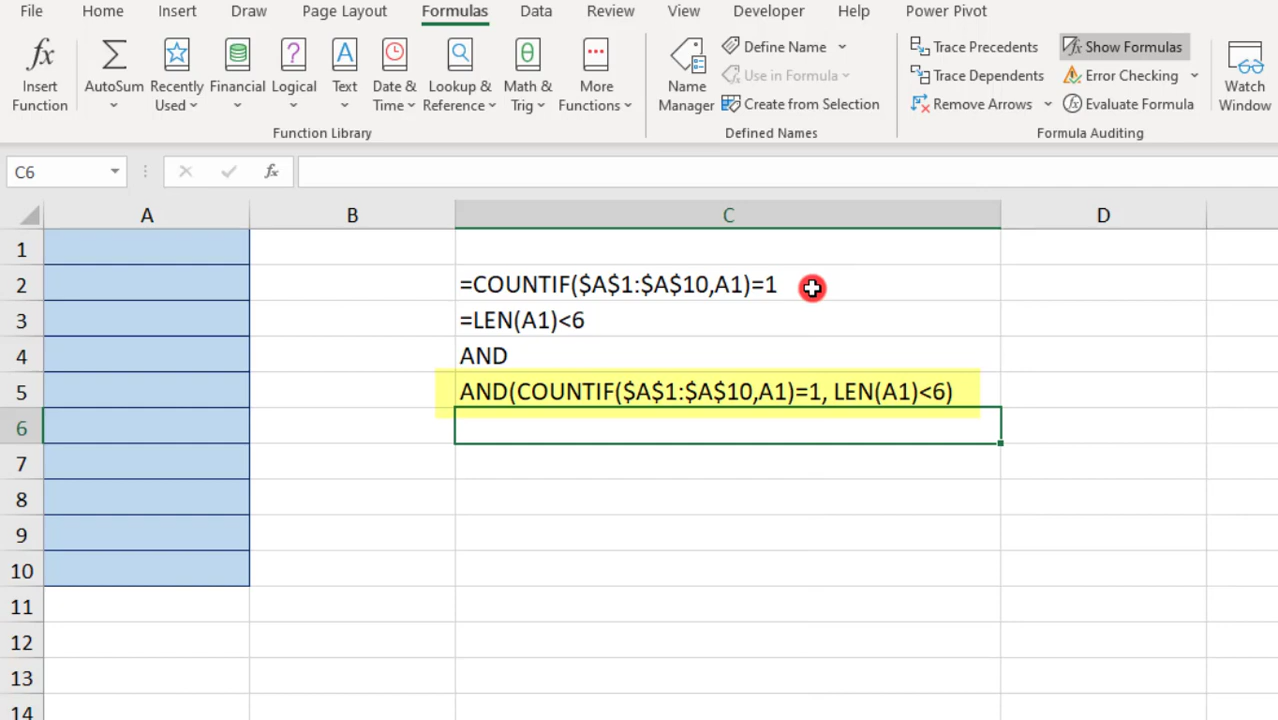 File Home Insert Draw Page Layout Formulas Data Review View Developer Help Power Pivot
fx Insert Function
AutoSum
Recently Used
Financial
Logical
Text
Date & Time
Lookup & Reference
Math & Trig
More Functions
Function Library
Name Manager
Define Name
Use in Formula
Create from Selection
Defined Names
Trace Precedents
Trace Dependents
Remove Arrows
Show Formulas
Error Checking
Evaluate Formula
Formula Auditing
Watch Window
C6 fx
A B C D
1
2 =COUNTIF($A$1:$A$10,A1)=1
3 =LEN(A1)<6
4 AND
5 AND(COUNTIF($A$1:$A$10,A1)=1, LEN(A1)<6)
6
7
8
9
10
11
12
13
14